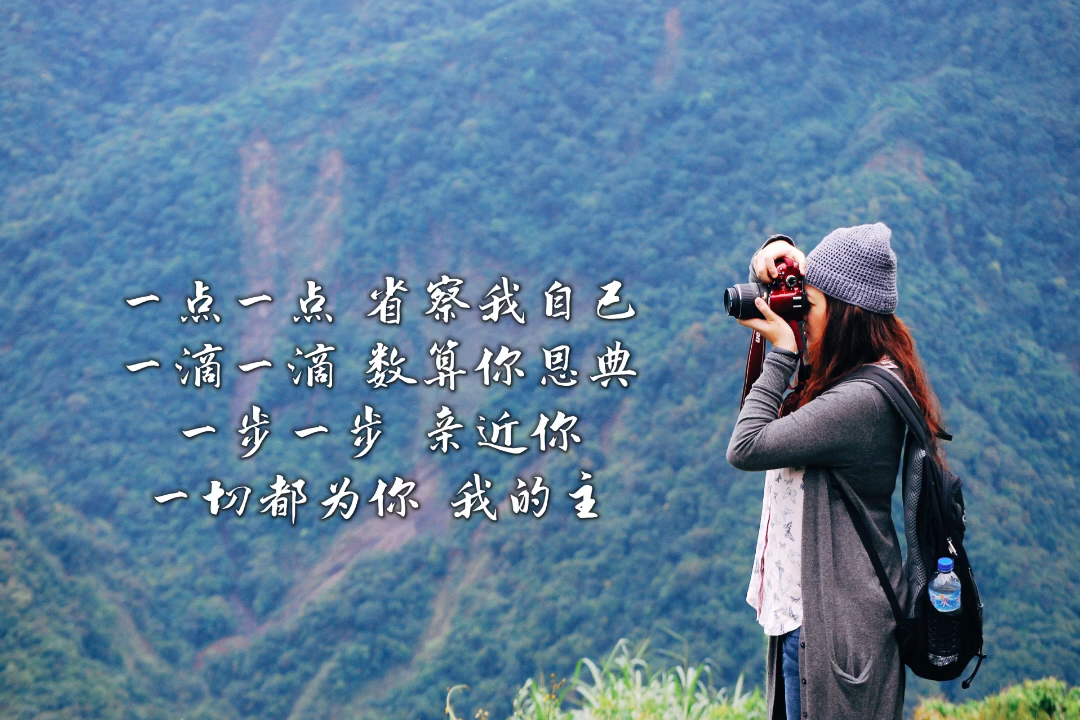 一点一点 省察我自己
一滴一滴 数算你恩典
一步一步 亲近你
一切都为你 我的主